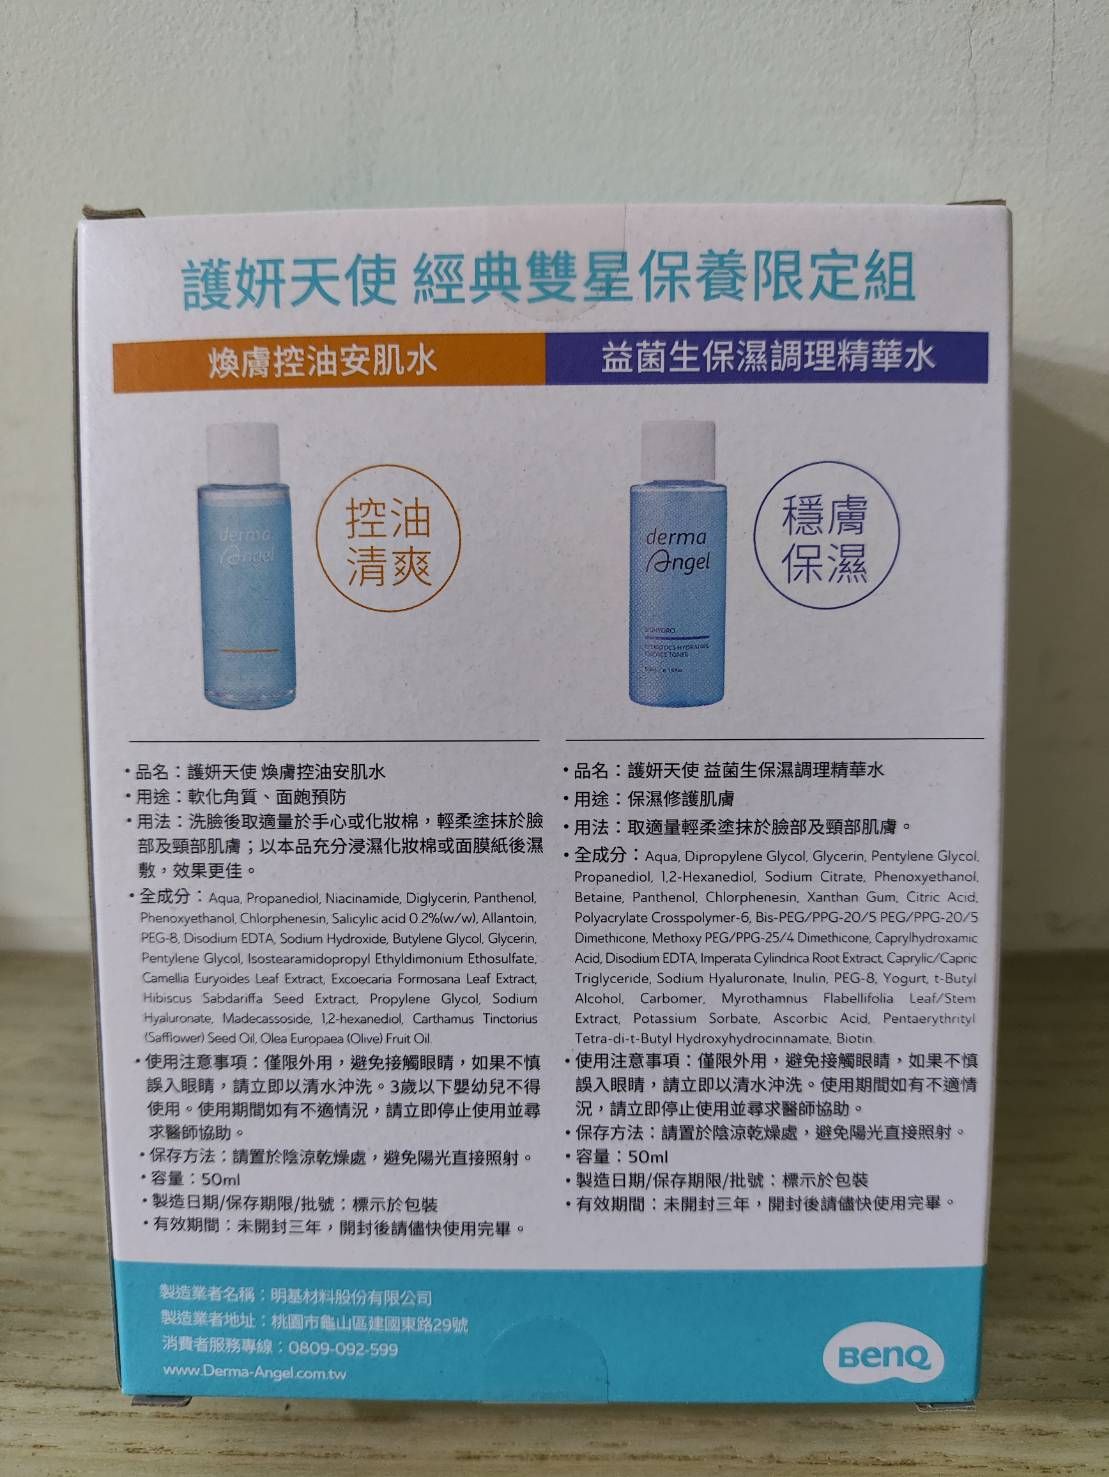 護妍天使 經典雙星保養限定組
煥膚控油安肌水
益菌生保濕調理精華水
derma
Angel
控油
清爽
derma
Angel
穩膚
保濕
・品名：護妍天使 煥膚控油安肌水
・用途：軟化角質、面皰預防
・用法：洗臉後取適量於手心或化妝棉，輕柔塗抹於臉
部及頸部肌膚；以本品充分浸濕化妝棉或面膜紙後濕
敷，效果更佳。
・全成分：Aqua, Propanediol, Niacinamide, Diglycerin, Panthenol,
Phenoxyethanol, Chlorphenesin, Salicylic acid 0.2%(w/w), Allantoin,
PEG-8, Disodium EDTA, Sodium Hydroxide, Butylene Glycol, Glycerin,
Pentylene Glycol, Isostearamidopropyl Ethyldimonium Ethosulfate,
Camellia Euryoides Leaf Extract, Excoecaria Formosana Leaf Extract,
Hibiscus Sabdariffa Seed Extract, Propylene Glycol, Sodium
Hyaluronate, Madecassoside, 1,2-hexanediol, Carthamus Tinctorius
(Safflower) Seed Oil, Olea Europaea (Olive) Fruit Oil.
・使用注意事項：僅限外用，避免接觸眼睛，如果不慎
誤入眼睛，請立即以清水沖洗。3歲以下嬰幼兒不得
使用。使用期間如有不適情況，請立即停止使用並尋
求醫師協助。
・保存方法：請置於陰涼乾燥處，避免陽光直接照射。
・容量：50ml
・製造日期/保存期限/批號：標示於包裝
・有效期間：未開封三年，開封後請儘快使用完畢。
・品名：護妍天使 益菌生保濕調理精華水
・用途：保濕修護肌膚
・用法：取適量輕柔塗抹於臉部及頸部肌膚。
・全成分：Aqua, Dipropylene Glycol, Glycerin, Pentylene Glycol,
Propanediol, 1,2-Hexanediol, Sodium Citrate, Phenoxyethanol,
Betaine, Panthenol, Chlorphenesin, Xanthan Gum, Citric Acid,
Polyacrylate Crosspolymer-6, Bis-PEG/PPG-20/5 PEG/PPG-20/5
Dimethicone, Methoxy PEG/PPG-25/4 Dimethicone, Caprylhydroxamic
Acid, Disodium EDTA, Imperata Cylindrica Root Extract, Caprylic/Capric
Triglyceride, Sodium Hyaluronate, Inulin, PEG-8, Yogurt, t-Butyl
Alcohol, Carbomer, Myrothamnus Flabellifolia Leaf/Stem
Extract, Potassium Sorbate, Ascorbic Acid, Pentaerythrityl
Tetra-di-t-Butyl Hydroxyhydrocinnamate, Biotin.
・使用注意事項：僅限外用，避免接觸眼睛，如果不慎
誤入眼睛，請立即以清水沖洗。使用期間如有不適情
況，請立即停止使用並尋求醫師協助。
・保存方法：請置於陰涼乾燥處，避免陽光直接照射。
・容量：50ml
・製造日期/保存期限/批號：標示於包裝
・有效期間：未開封三年，開封後請儘快使用完畢。
製造業者名稱：明基材料股份有限公司
製造業者地址：桃園市龜山區建國東路29號
消費者服務專線：0809-092-599
www.Derma-Angel.com.tw
BenQ